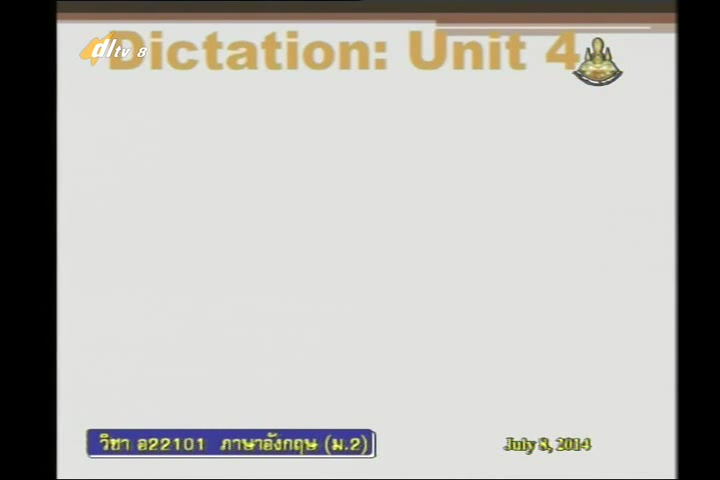 dltv 8
Dictation: Unit 4
วิชา อ22101 ภาษาอังกฤษ (ม.2)
July 8, 2014